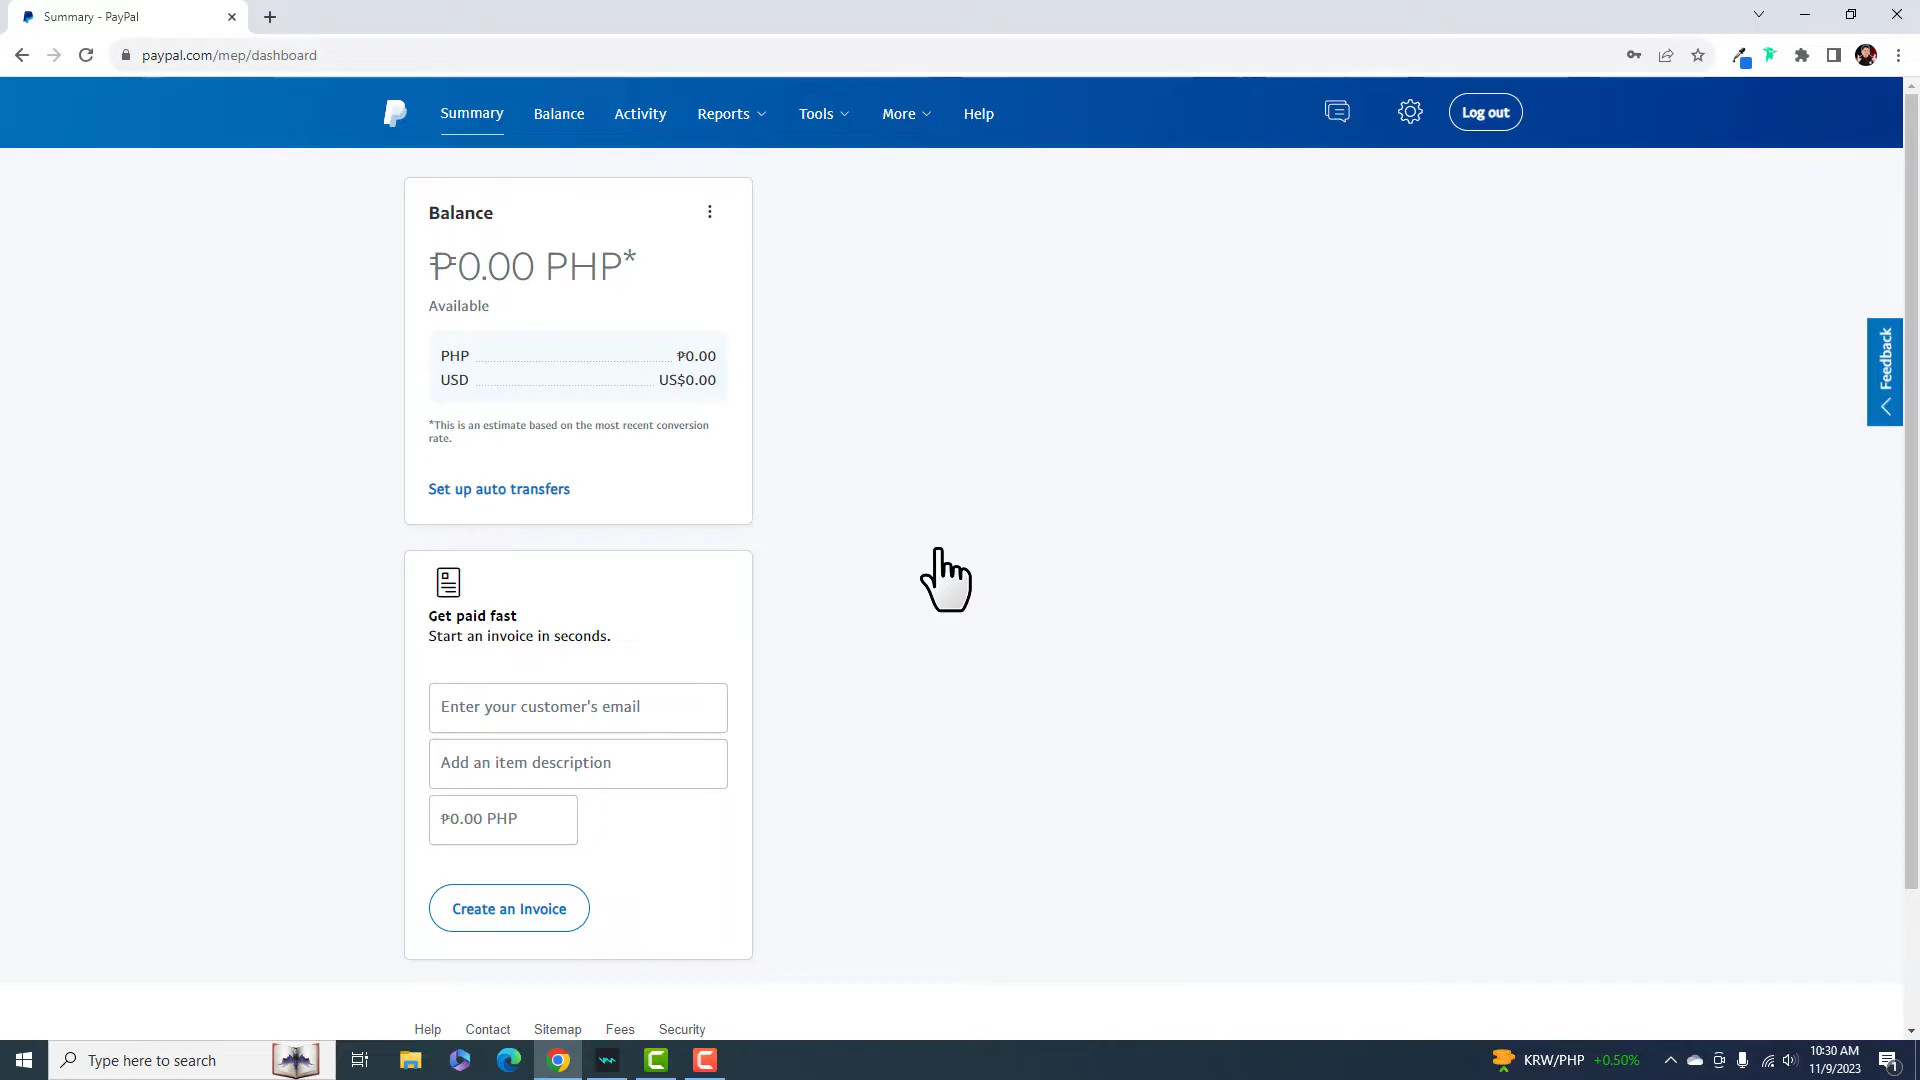 Summary - PayPal
paypal.com/mep/dashboard
Summary
Balance
Activity
Reports
Tools
More
Help
Log out
Balance
₱0.00 PHP*
Available
PHP ₱0.00
USD US$0.00
*This is an estimate based on the most recent conversion
rate.
Set up auto transfers
Feedback
Get paid fast
Start an invoice in seconds.
Enter your customer's email
Add an item description
₱0.00 PHP
Create an Invoice
Help Contact Sitemap Fees Security
Type here to search
KRW/PHP +0.50%
10:30 AM
11/9/2023
1